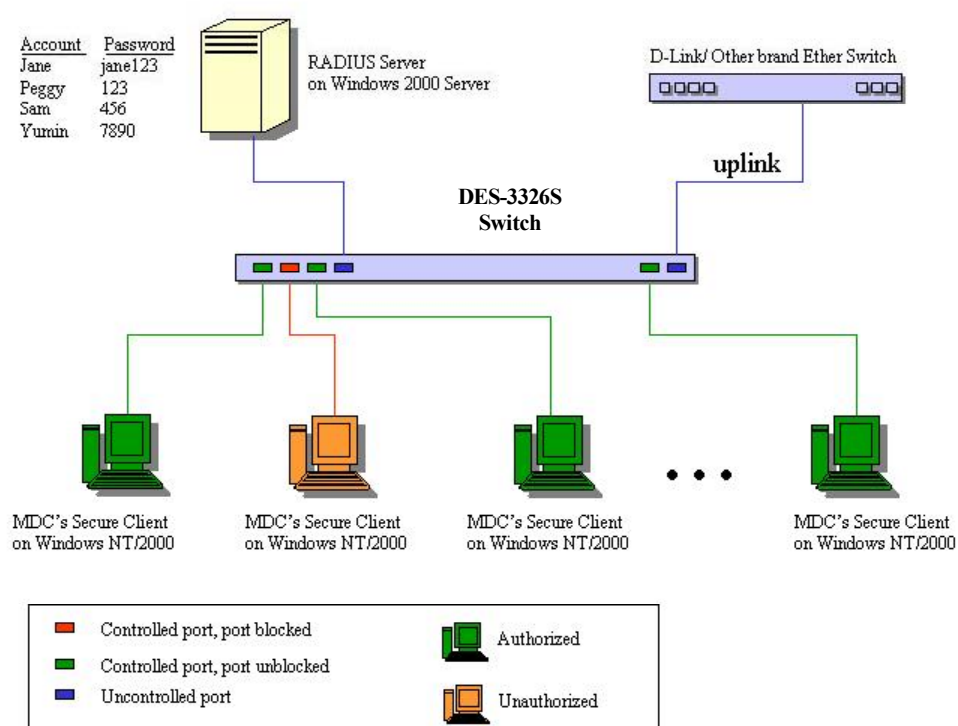 Account Password
Jane jane123
Peggy 123
Sam 456
Yumin 7890
RADIUS Server
on Windows 2000 Server
D-Link/ Other brand Ether Switch
uplink
DES-3326S
Switch
MDC's Secure Client
on Windows NT/2000
MDC's Secure Client
on Windows NT/2000
MDC's Secure Client
on Windows NT/2000
MDC's Secure Client
on Windows NT/2000
Controlled port, port blocked
Controlled port, port unblocked
Uncontrolled port
Authorized
Unauthorized